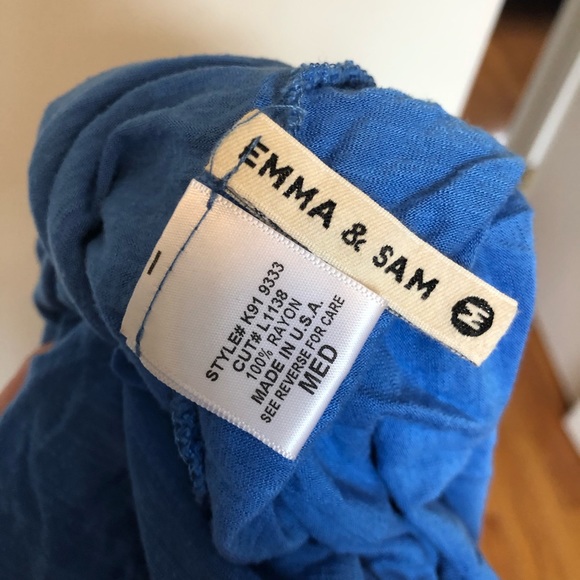 EMMA & SAM M
STYLE# K91 9333
CUT# L1138
100% RAYON
MADE IN U.S.A.
SEE REVERSE FOR CARE
MED